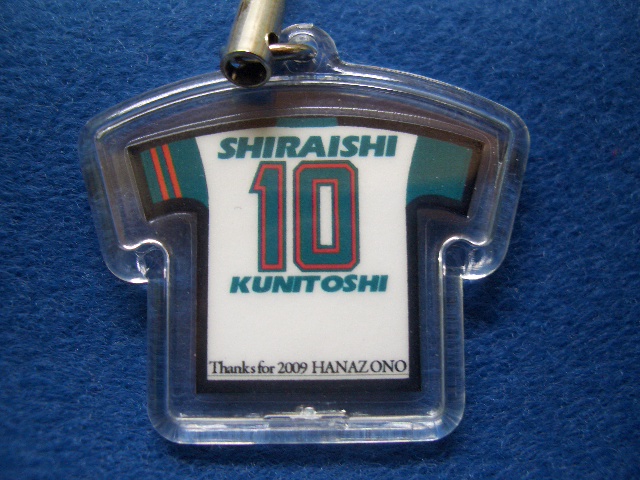 SHIRAISHI
10
KUNITOSHI
Thanks for 2009 HANAZONO